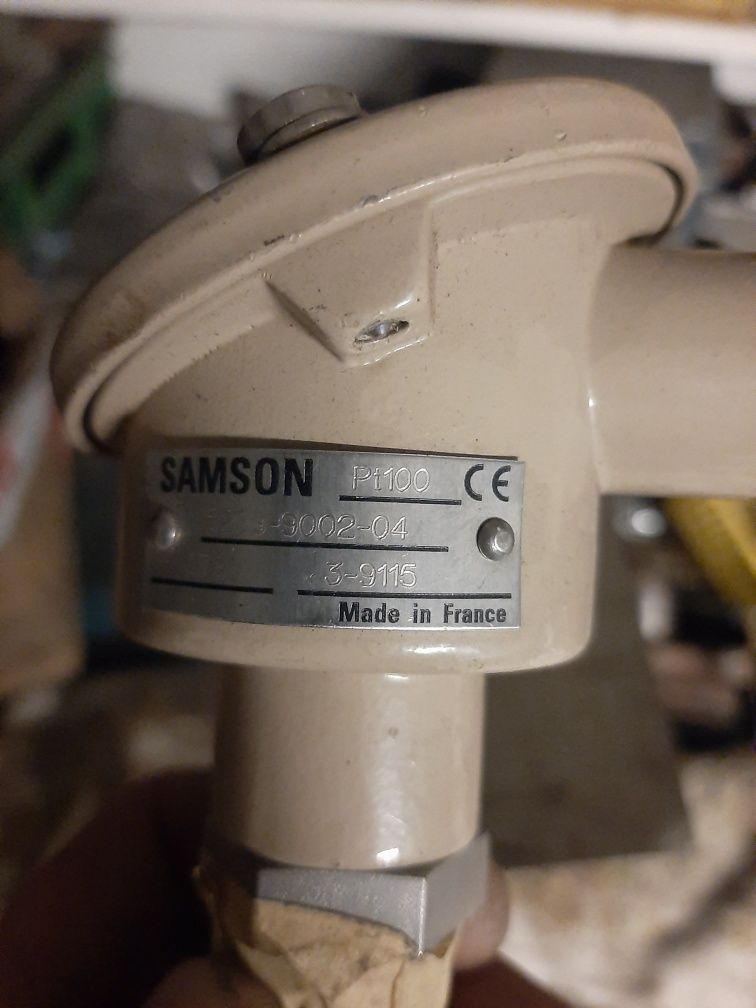 SAMSON Pt100 CE
-9002-04
3-9115
Made in France